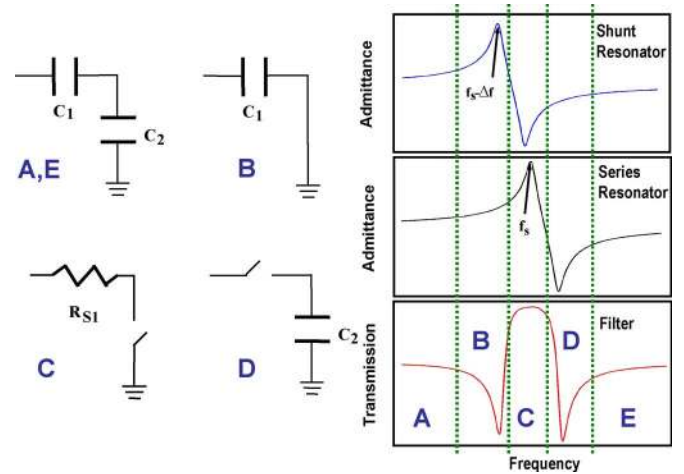 C1
C2
A,E
C1
B
RS1
C
C2
D
Admittance
Shunt
Resonator
fs-Δf
Admittance
Series
Resonator
fs
Transmission
Filter
A
B
C
D
E
Frequency